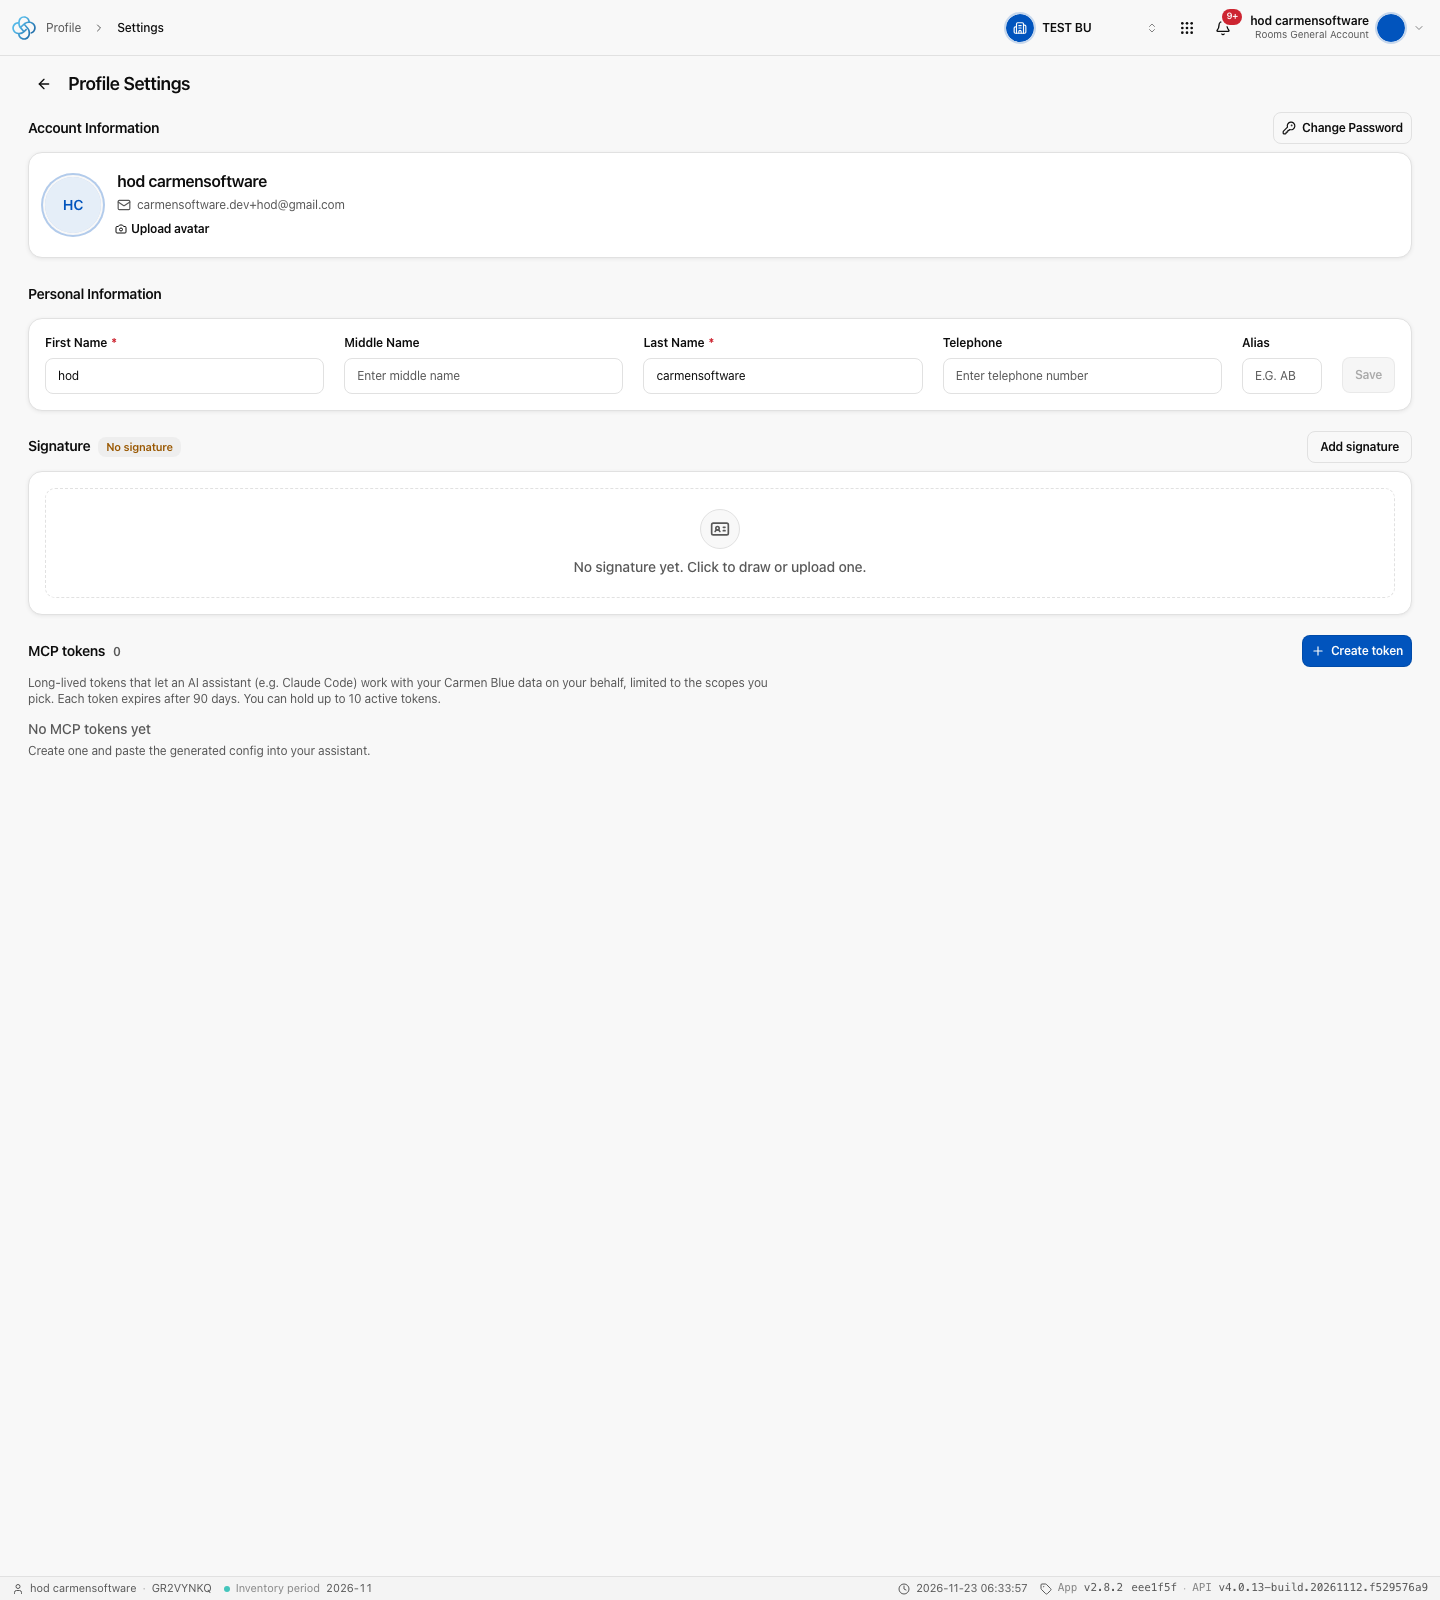 Profile
Settings
TEST BU
9+
hod carmensoftware
Rooms General Account
Profile Settings
Account Information
Change Password
HC
hod carmensoftware
carmensoftware.dev+hod@gmail.com
Upload avatar
Personal Information
First Name *
Middle Name
Last Name *
Telephone
Alias
hod
Enter middle name
carmensoftware
Enter telephone number
E.G. AB
Save
Signature
No signature
Add signature
No signature yet. Click to draw or upload one.
MCP tokens 0
Create token
Long-lived tokens that let an AI assistant (e.g. Claude Code) work with your Carmen Blue data on your behalf, limited to the scopes you
pick. Each token expires after 90 days. You can hold up to 10 active tokens.
No MCP tokens yet
Create one and paste the generated config into your assistant.
hod carmensoftware · GR2VYNKQ
Inventory period 2026-11
2026-11-23 06:33:57
App v2.8.2 eee1f5f · API v4.0.13-build.20261112.f529576a9